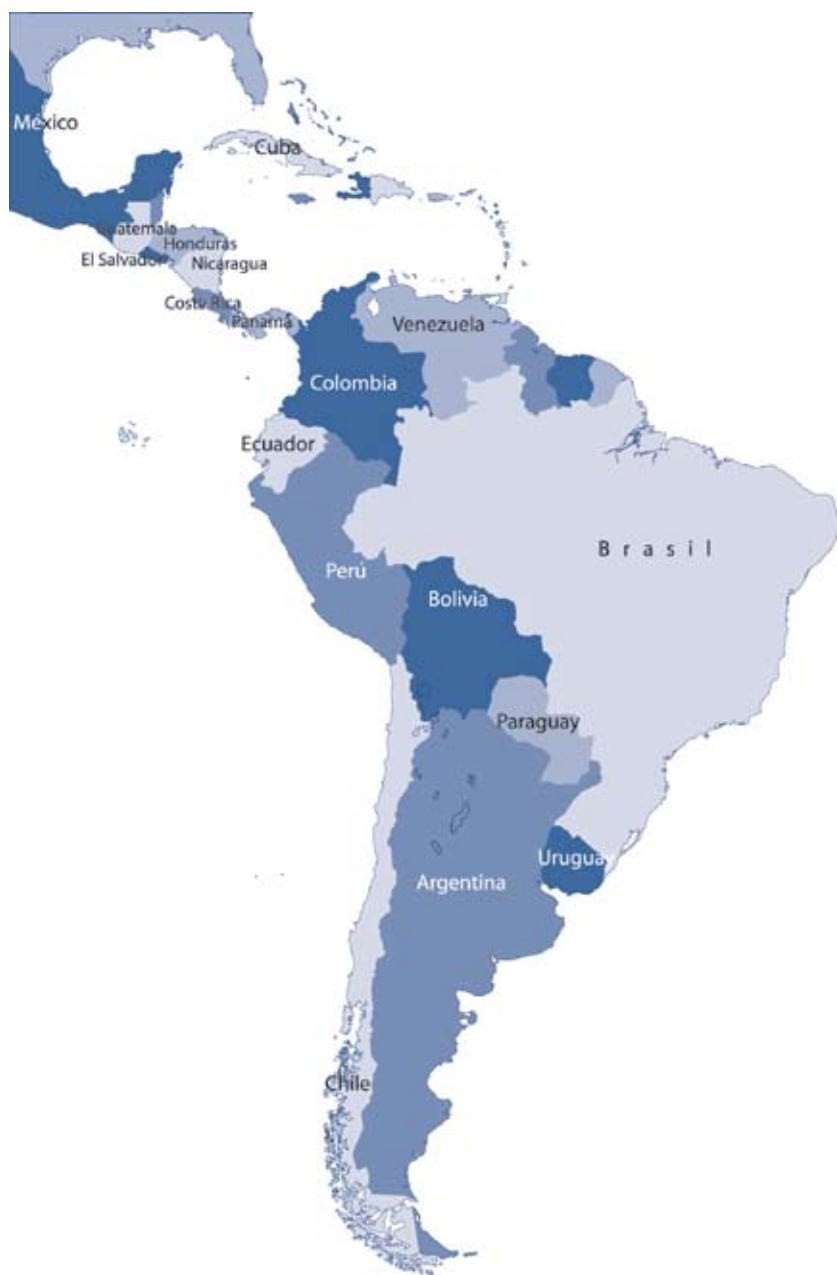 México
Cuba
Guatemala
Honduras
El Salvador
Nicaragua
Costa Rica
Panamá
Venezuela
Colombia
Ecuador
Brasil
Perú
Bolivia
Paraguay
Uruguay
Argentina
Chile